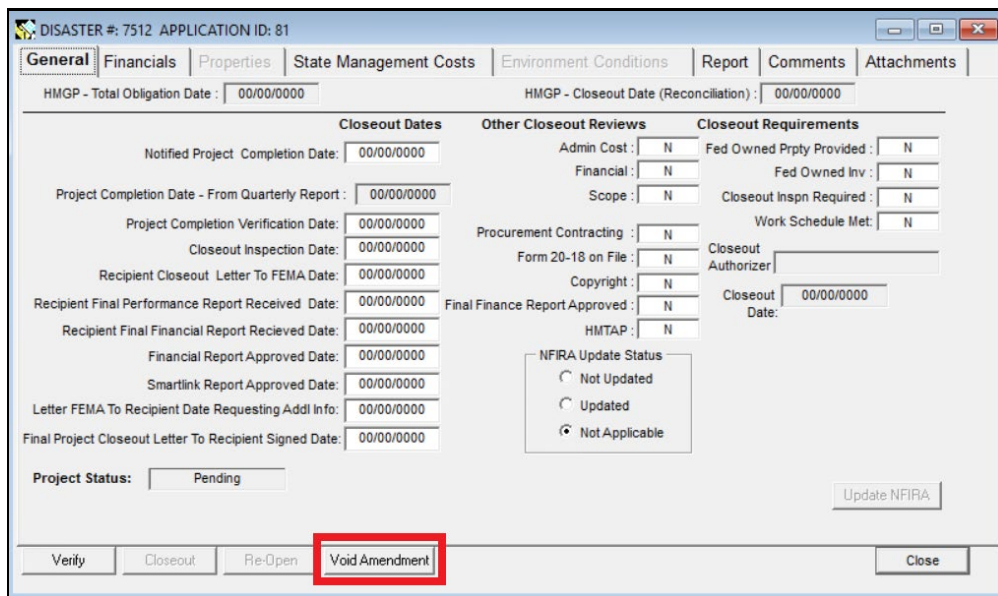 DISASTER #: 7512 APPLICATION ID: 81
General Financials Properties State Management Costs Environment Conditions Report Comments Attachments
HMGP - Total Obligation Date : 00/00/0000 HMGP - Closeout Date (Reconciliation) : 00/00/0000
Closeout Dates Other Closeout Reviews Closeout Requirements
Notified Project Completion Date: 00/00/0000 Admin Cost : N Fed Owned Prpty Provided : N
Financial : N Fed Owned Inv : N
Project Completion Date - From Quarterly Report : 00/00/0000 Scope : N Closeout Inspn Required : N
Project Completion Verification Date: 00/00/0000 Work Schedule Met: N
Procurement Contracting : N
Closeout Inspection Date: 00/00/0000 Form 20-18 on File : N Closeout Authorizer
Recipient Closeout Letter To FEMA Date: 00/00/0000 Copyright : N
Recipient Final Performance Report Received Date: 00/00/0000 Final Finance Report Approved : N Closeout Date: 00/00/0000
Recipient Final Financial Report Recieved Date: 00/00/0000 HMTAP : N
Financial Report Approved Date: 00/00/0000 NFIRA Update Status
Smartlink Report Approved Date: 00/00/0000 Not Updated
Letter FEMA To Recipient Date Requesting Addl Info: 00/00/0000 Updated
Final Project Closeout Letter To Recipient Signed Date: 00/00/0000 Not Applicable
Project Status: Pending
Update NFIRA
Verify Closeout Re-Open Void Amendment Close